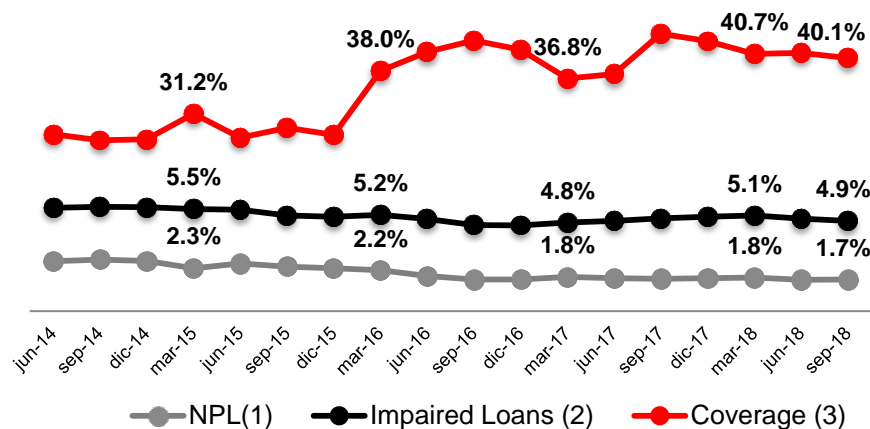 38.0%
36.8%
40.7%
40.1%
31.2%
5.5%
5.2%
4.8%
5.1%
4.9%
2.3%
2.2%
1.8%
1.8%
1.7%
jun-14
sep-14
dic-14
mar-15
jun-15
sep-15
dic-15
mar-16
jun-16
sep-16
dic-16
mar-17
jun-17
sep-17
dic-17
mar-18
jun-18
sep-18
NPL(1)
Impaired Loans (2)
Coverage (3)